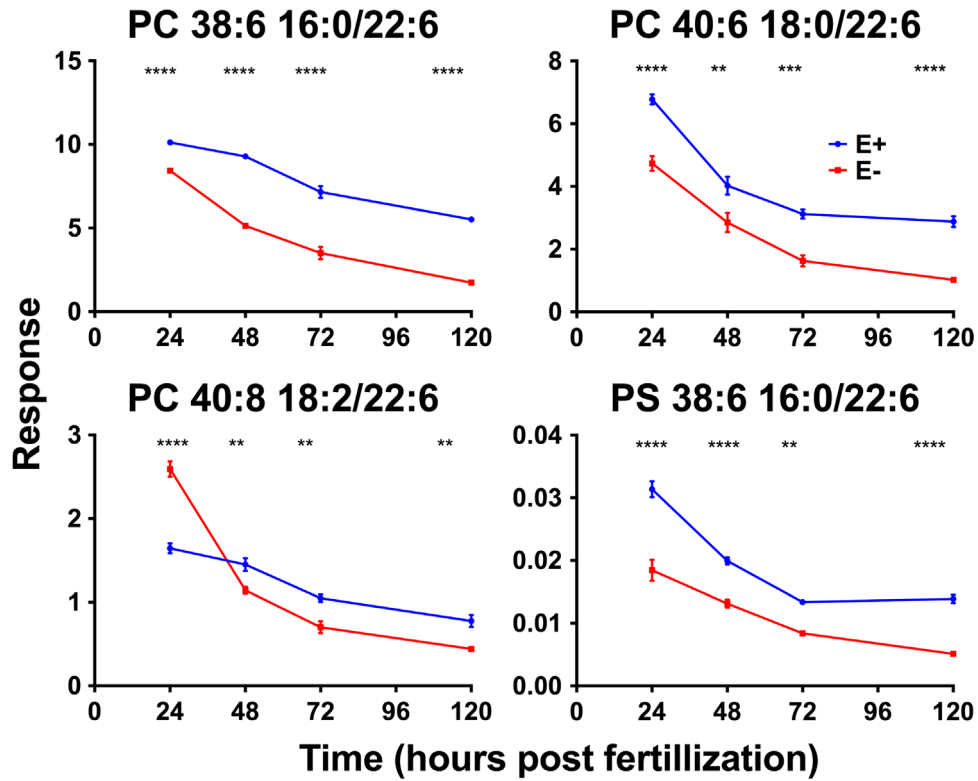 PC 38:6 16:0/22:6
15
10
5
0
**** **** **** ****
0 24 48 72 96 120
PC 40:6 18:0/22:6
8
6
4
2
0
**** ** *** ****
E+
E-
0 24 48 72 96 120
Response
PC 40:8 18:2/22:6
3
2
1
0
**** ** ** **
0 24 48 72 96 120
PS 38:6 16:0/22:6
0.04
0.03
0.02
0.01
0.00
**** **** ** ****
0 24 48 72 96 120
Time (hours post fertillization)